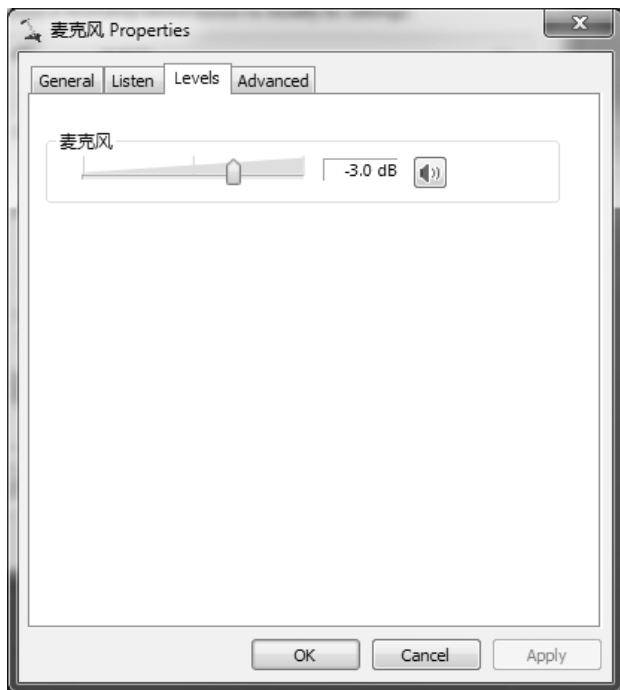 麦克风 Properties
General Listen Levels Advanced
麦克风
-3.0 dB
OK Cancel Apply